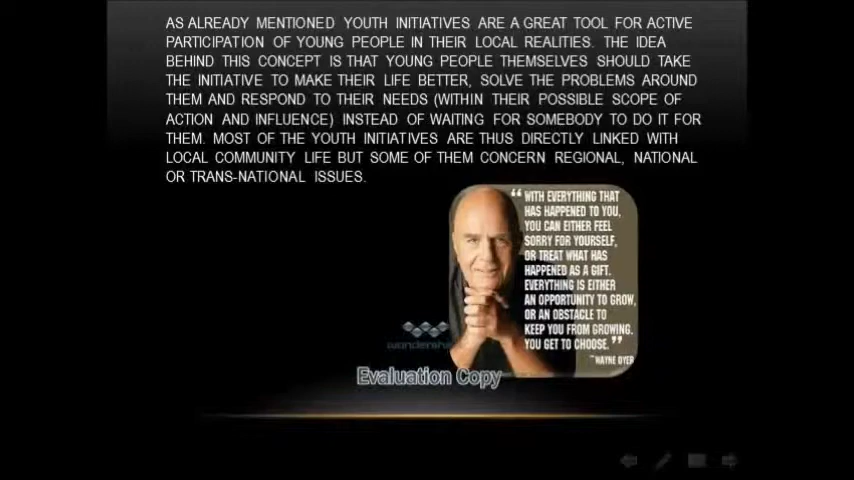 AS ALREADY MENTIONED YOUTH INITIATIVES ARE A GREAT TOOL FOR ACTIVE
PARTICIPATION OF YOUNG PEOPLE IN THEIR LOCAL REALITIES. THE IDEA
BEHIND THIS CONCEPT IS THAT YOUNG PEOPLE THEMSELVES SHOULD TAKE
THE INITIATIVE TO MAKE THEIR LIFE BETTER, SOLVE THE PROBLEMS AROUND
THEM AND RESPOND TO THEIR NEEDS (WITHIN THEIR POSSIBLE SCOPE OF
ACTION AND INFLUENCE) INSTEAD OF WAITING FOR SOMEBODY TO DO IT FOR
THEM. MOST OF THE YOUTH INITIATIVES ARE THUS DIRECTLY LINKED WITH
LOCAL COMMUNITY LIFE BUT SOME OF THEM CONCERN REGIONAL, NATIONAL
OR TRANS-NATIONAL ISSUES.
“WITH EVERYTHING THAT
HAS HAPPENED TO YOU,
YOU CAN EITHER FEEL
SORRY FOR YOURSELF,
OR TREAT WHAT HAS
HAPPENED AS A GIFT.
EVERYTHING IS EITHER
AN OPPORTUNITY TO GROW,
OR AN OBSTACLE TO
KEEP YOU FROM GROWING.
YOU GET TO CHOOSE.”
~WAYNE DYER
Evaluation Copy